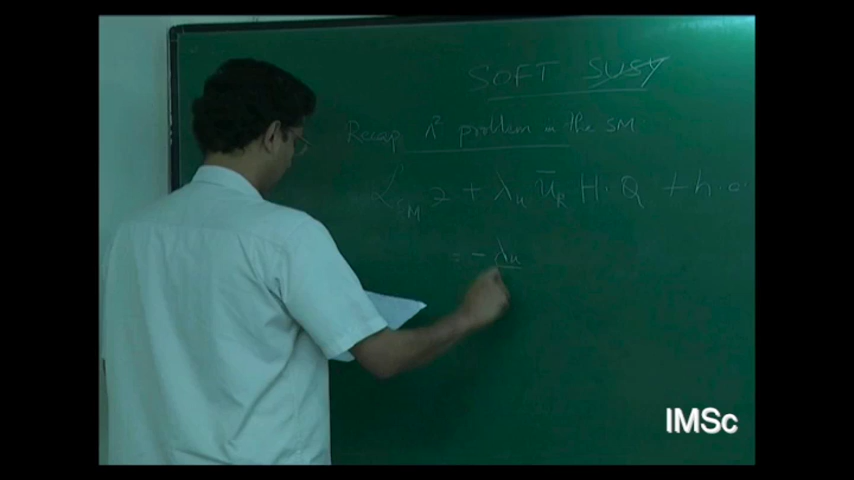 SOFT SUSY
Recap Λ² problem in the SM
ℒ_SM ∋ + λ_u ū_R H · Q + h.c
= - λ_u
IMSc